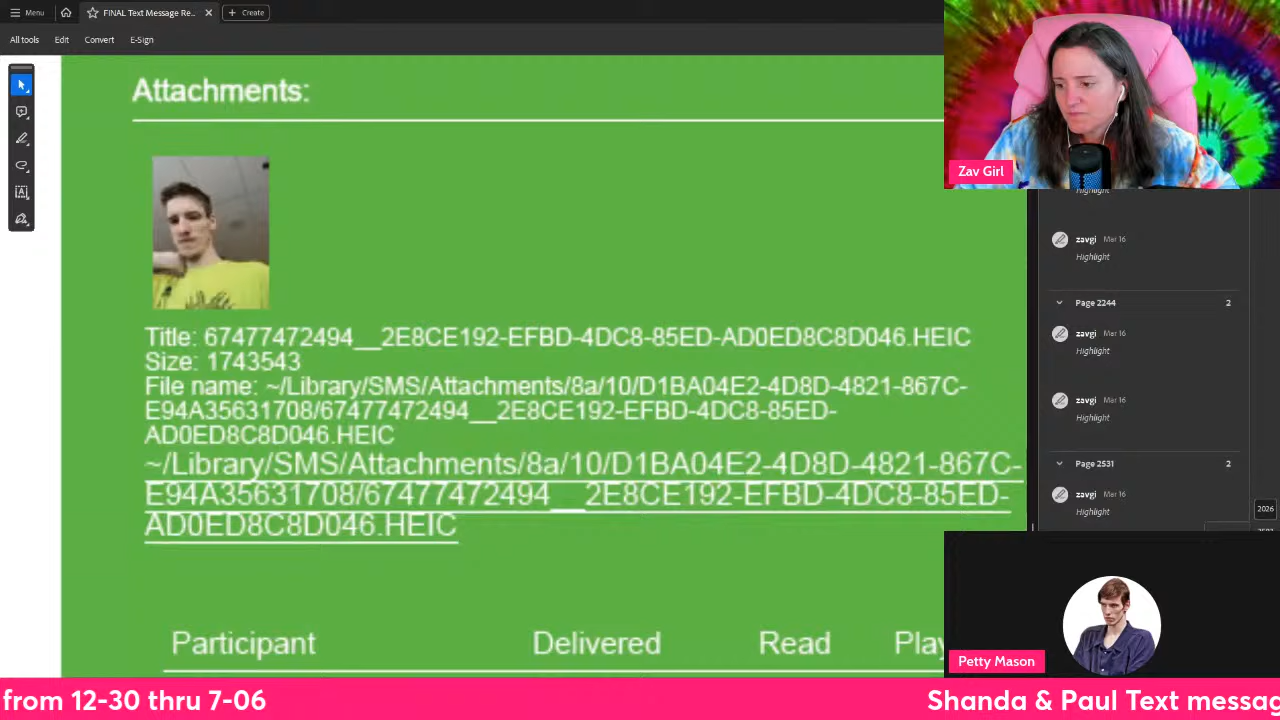 Menu
FINAL Text Message Re...
Create
All tools
Edit
Convert
E-Sign
Attachments:
Title: 67477472494__2E8CE192-EFBD-4DC8-85ED-AD0ED8C8D046.HEIC
Size: 1743543
File name: ~/Library/SMS/Attachments/8a/10/D1BA04E2-4D8D-4821-867C-
E94A35631708/67477472494__2E8CE192-EFBD-4DC8-85ED-
AD0ED8C8D046.HEIC
~/Library/SMS/Attachments/8a/10/D1BA04E2-4D8D-4821-867C-
E94A35631708/67477472494__2E8CE192-EFBD-4DC8-85ED-
AD0ED8C8D046.HEIC
Participant Delivered Read Play
Zav Girl
Highlight
zavgi Mar 16
Highlight
Page 2244 2
zavgi Mar 16
Highlight
zavgi Mar 16
Highlight
Page 2531 2
zavgi Mar 16
Highlight
2026
Petty Mason
from 12-30 thru 7-06
Shanda & Paul Text messag